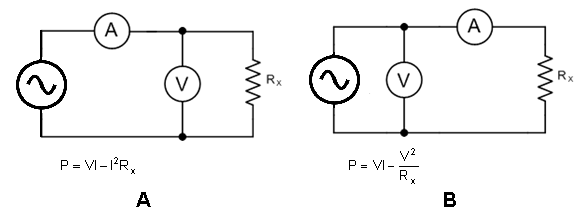 A
V
Rₓ
P = VI – I²Rₓ
A
A
V
Rₓ
P = VI – V²/Rₓ
B